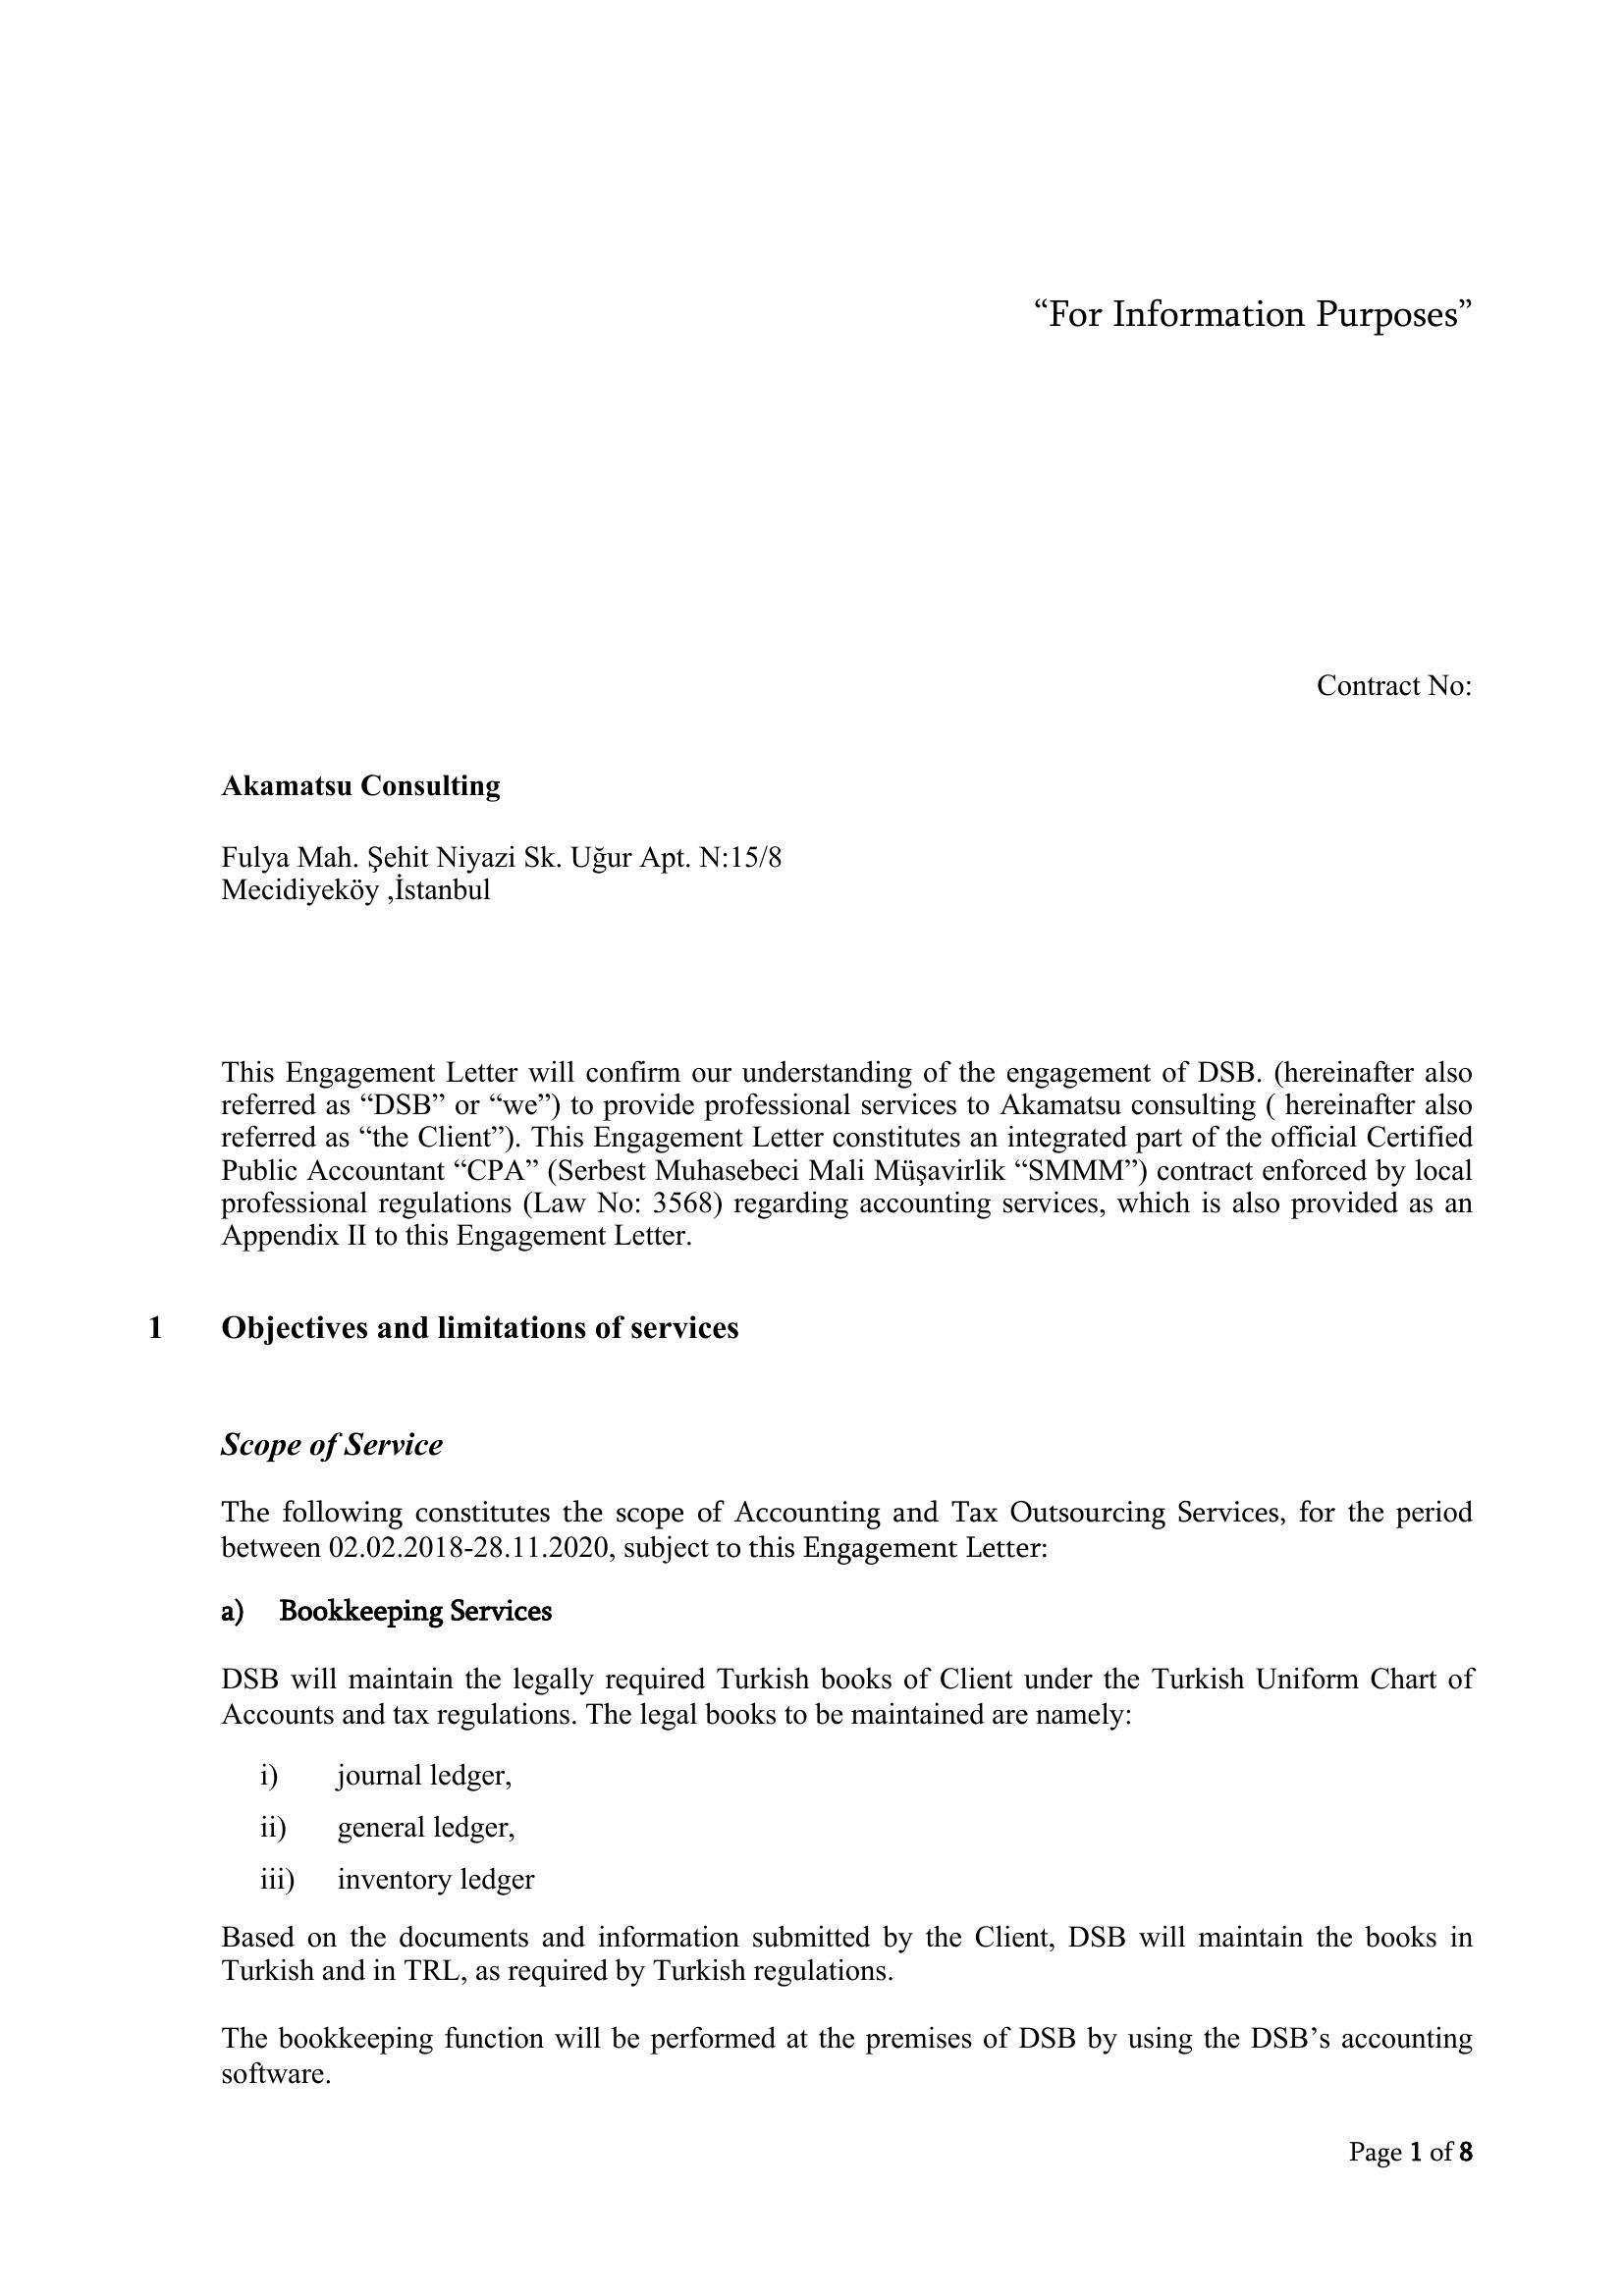 “For Information Purposes”
Contract No:
Akamatsu Consulting
Fulya Mah. Şehit Niyazi Sk. Uğur Apt. N:15/8
Mecidiyeköy ,İstanbul
This Engagement Letter will confirm our understanding of the engagement of DSB. (hereinafter also
referred as “DSB” or “we”) to provide professional services to Akamatsu consulting ( hereinafter also
referred as “the Client”). This Engagement Letter constitutes an integrated part of the official Certified
Public Accountant “CPA” (Serbest Muhasebeci Mali Müşavirlik “SMMM”) contract enforced by local
professional regulations (Law No: 3568) regarding accounting services, which is also provided as an
Appendix II to this Engagement Letter.
1 Objectives and limitations of services
Scope of Service
The following constitutes the scope of Accounting and Tax Outsourcing Services, for the period
between 02.02.2018-28.11.2020, subject to this Engagement Letter:
a) Bookkeeping Services
DSB will maintain the legally required Turkish books of Client under the Turkish Uniform Chart of
Accounts and tax regulations. The legal books to be maintained are namely:
i) journal ledger,
ii) general ledger,
iii) inventory ledger
Based on the documents and information submitted by the Client, DSB will maintain the books in
Turkish and in TRL, as required by Turkish regulations.
The bookkeeping function will be performed at the premises of DSB by using the DSB’s accounting
software.
Page 1 of 8